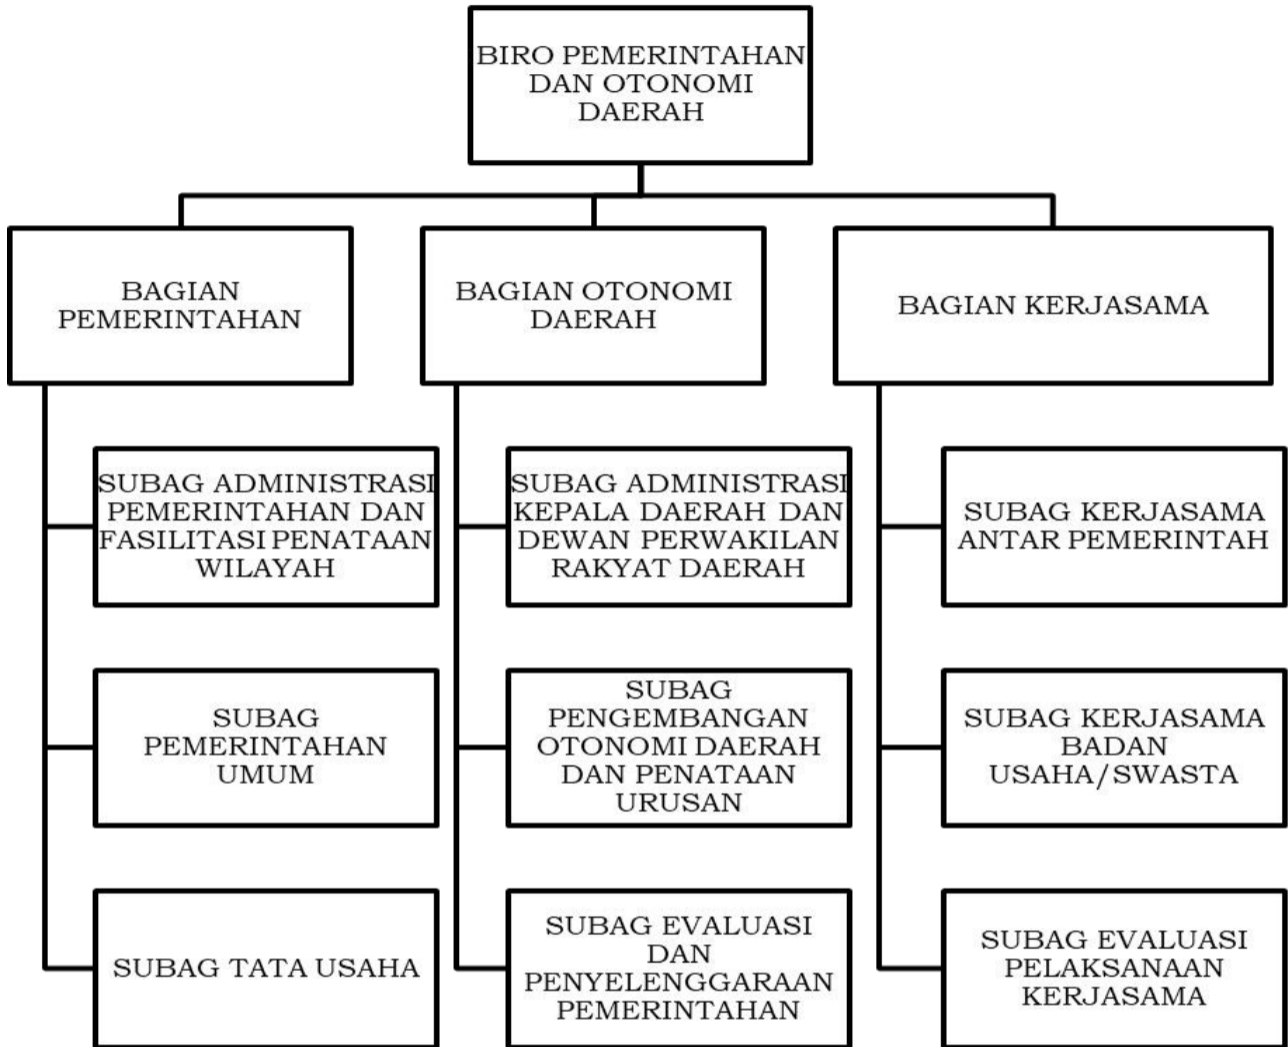 BIRO PEMERINTAHAN
DAN OTONOMI
DAERAH
BAGIAN
PEMERINTAHAN
BAGIAN OTONOMI
DAERAH
BAGIAN KERJASAMA
SUBAG ADMINISTRASI
PEMERINTAHAN DAN
FASILITASI PENATAAN
WILAYAH
SUBAG ADMINISTRASI
KEPALA DAERAH DAN
DEWAN PERWAKILAN
RAKYAT DAERAH
SUBAG KERJASAMA
ANTAR PEMERINTAH
SUBAG
PEMERINTAHAN
UMUM
SUBAG
PENGEMBANGAN
OTONOMI DAERAH
DAN PENATAAN
URUSAN
SUBAG KERJASAMA
BADAN
USAHA/SWASTA
SUBAG TATA USAHA
SUBAG EVALUASI
DAN
PENYELENGGARAAN
PEMERINTAHAN
SUBAG EVALUASI
PELAKSANAAN
KERJASAMA